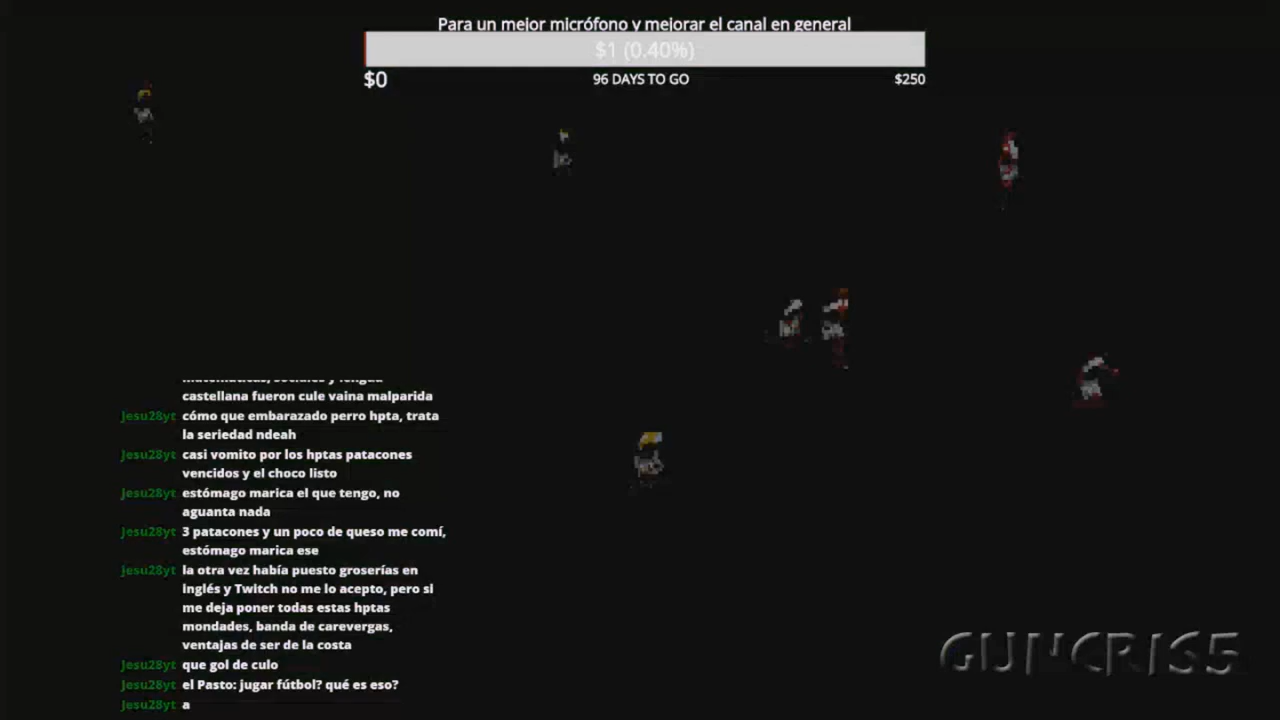 Para un mejor micrófono y mejorar el canal en general
$1 (0.40%)
$0 96 DAYS TO GO $250
castellana fueron cule vaina malparida
Jesu28yt cómo que embarazado perro hpta, trata
la seriedad ndeah
Jesu28yt casi vomito por los hptas patacones
vencidos y el choco listo
Jesu28yt estómago marica el que tengo, no
aguanta nada
Jesu28yt 3 patacones y un poco de queso me comí,
estómago marica ese
Jesu28yt la otra vez había puesto groserías en
inglés y Twitch no me lo acepto, pero si
me deja poner todas estas hptas
mondades, banda de carevergas,
ventajas de ser de la costa
Jesu28yt que gol de culo
Jesu28yt el Pasto: jugar fútbol? qué es eso?
Jesu28yt a
GUNCRIS5